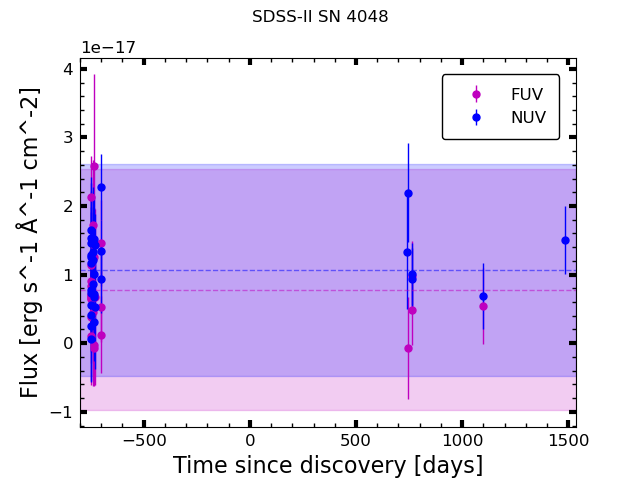 SDSS-II SN 4048
1e−17
FUV
NUV
4
3
2
1
0
−1
−500
0
500
1000
1500
Flux [erg s^-1 Å^-1 cm^-2]
Time since discovery [days]